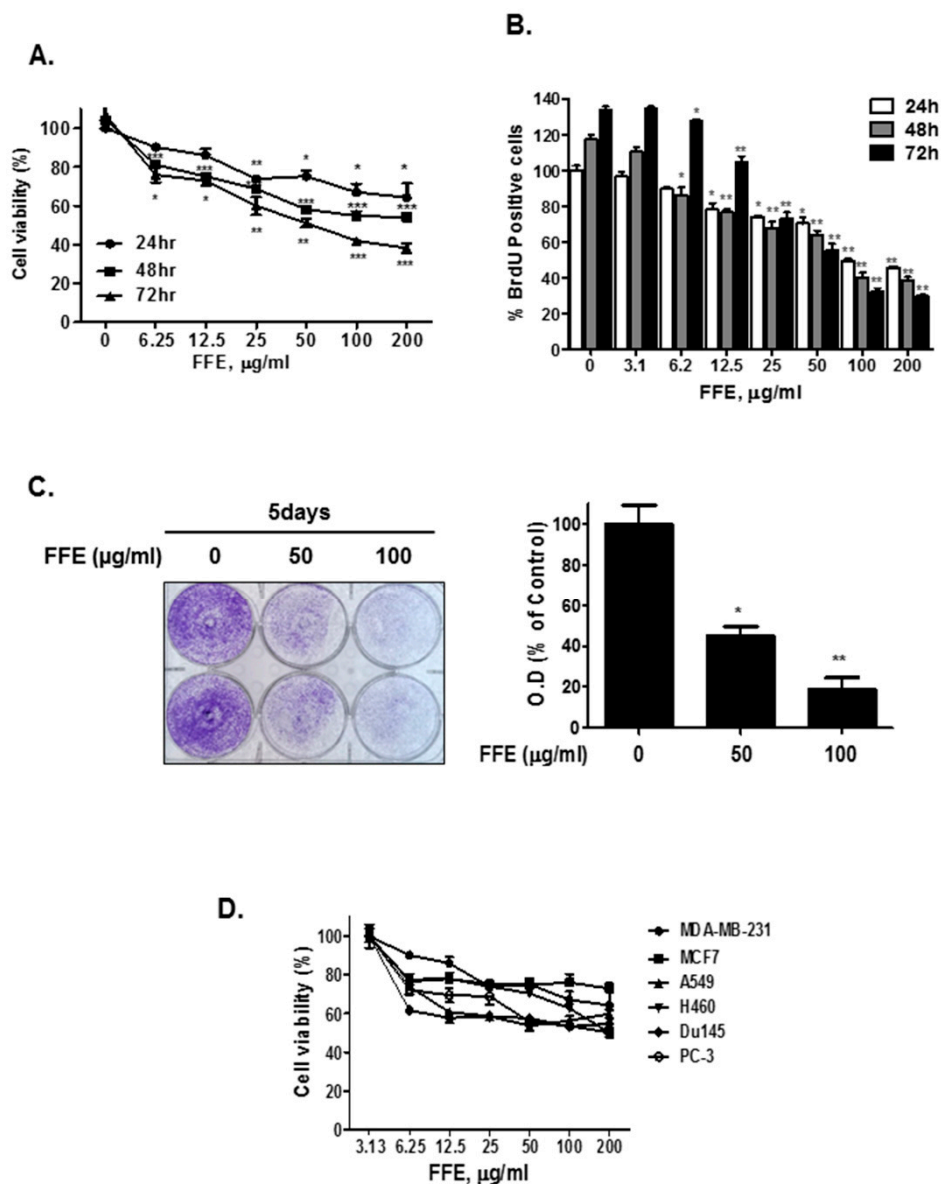 A.
Cell viability (%)
100
80
60
40
20
0
*** *** ** * * *
* * *** *** ***
** ** *** ***
24hr
48hr
72hr
0 6.25 12.5 25 50 100 200
FFE, µg/ml
B.
% BrdU Positive cells
140
120
100
80
60
40
20
0
24h
48h
72h
* **
* * ** * ** ** * ** **
** ** ** ** ** **
0 3.1 6.2 12.5 25 50 100 200
FFE, µg/ml
C.
5days
FFE (µg/ml) 0 50 100
O.D (% of Control)
100
80
60
40
20
0
*
**
FFE (µg/ml) 0 50 100
D.
Cell viability (%)
100
80
60
40
20
0
MDA-MB-231
MCF7
A549
H460
Du145
PC-3
3.13 6.25 12.5 25 50 100 200
FFE, µg/ml